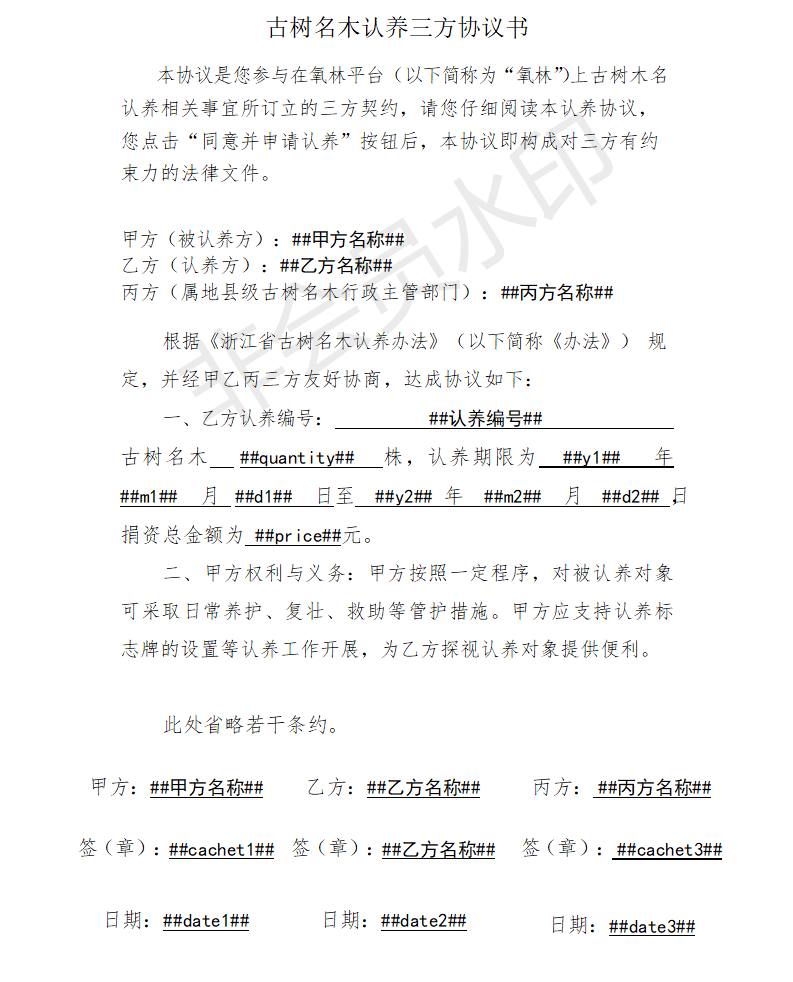 古树名木认养三方协议书
本协议是您参与在氧林平台（以下简称为“氧林”)上古树木名
认养相关事宜所订立的三方契约，请您仔细阅读本认养协议，
您点击“同意并申请认养”按钮后，本协议即构成对三方有约
束力的法律文件。
甲方（被认养方）：##甲方名称##
乙方（认养方）：##乙方名称##
丙方（属地县级古树名木行政主管部门）：##丙方名称##
根据《浙江省古树名木认养办法》（以下简称《办法》） 规
定，并经甲乙丙三方友好协商，达成协议如下：
一、乙方认养编号： ##认养编号##
古树名木 ##quantity## 株，认养期限为 ##y1## 年
##m1## 月 ##d1## 日至 ##y2## 年 ##m2## 月 ##d2## 日，
捐资总金额为 ##price##元。
二、甲方权利与义务：甲方按照一定程序，对被认养对象
可采取日常养护、复壮、救助等管护措施。甲方应支持认养标
志牌的设置等认养工作开展，为乙方探视认养对象提供便利。
此处省略若干条约。
甲方：##甲方名称## 乙方：##乙方名称## 丙方： ##丙方名称##
签（章）：##cachet1## 签（章）：##乙方名称## 签（章）： ##cachet3##
日期：##date1## 日期：##date2## 日期：##date3##
非会员水印